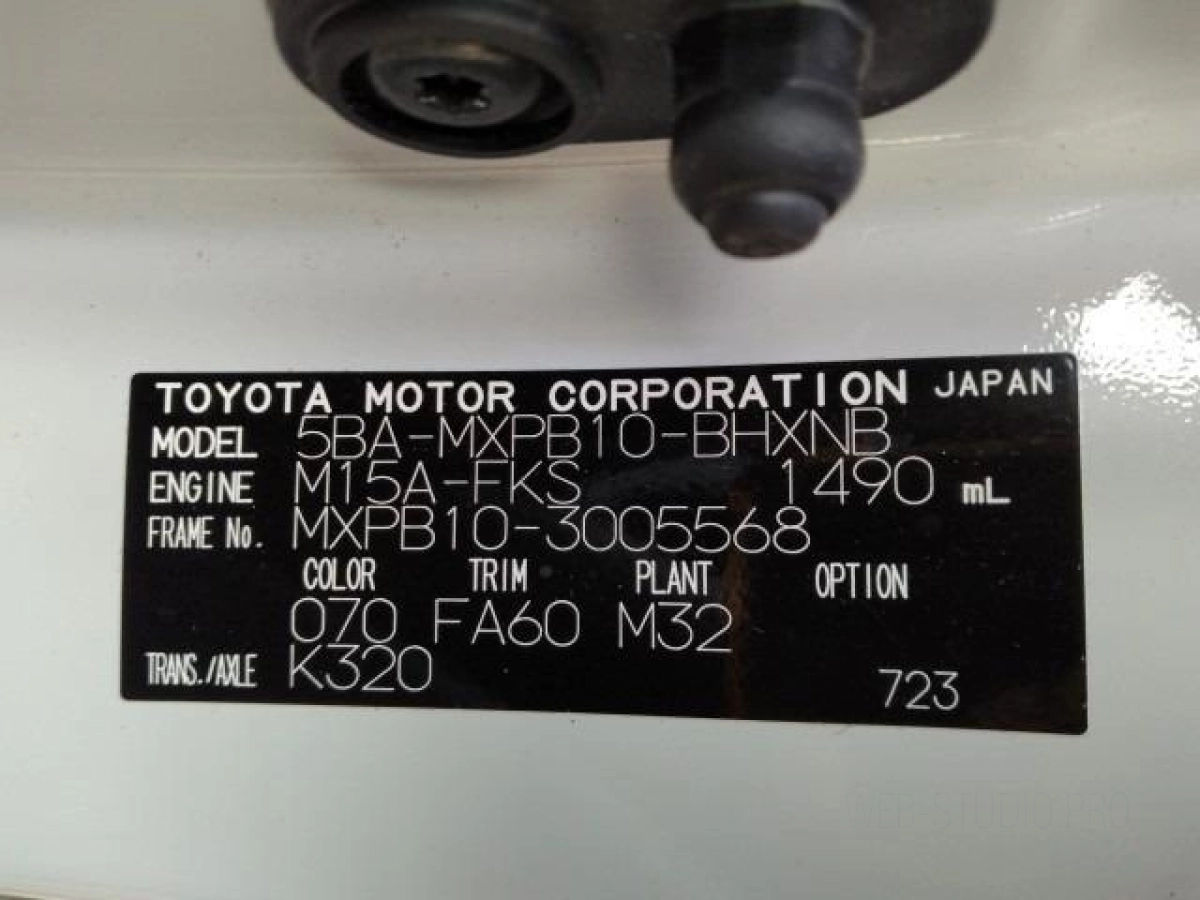 TOYOTA MOTOR CORPORATION JAPAN
MODEL 5BA-MXPB10-BHXNB
ENGINE M15A-FKS 1490 mL
FRAME No. MXPB10-3005568
COLOR TRIM PLANT OPTION
070 FA60 M32
TRANS./AXLE K320
723